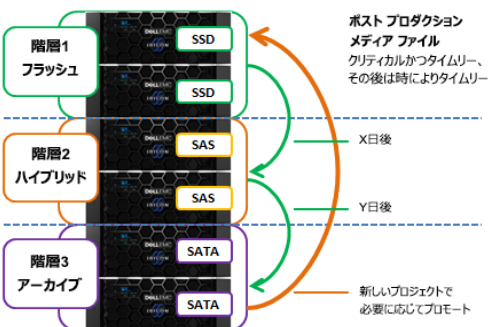 階層1
フラッシュ
SSD
SSD
階層2
ハイブリッド
SAS
SAS
階層3
アーカイブ
SATA
SATA
DELLEMC
DELLEMC
DELLEMC
DELLEMC
DELLEMC
ポスト プロダクション
メディア ファイル
クリティカルかつタイムリー、
その後は時によりタイムリー
X日後
Y日後
新しいプロジェクトで
必要に応じてプロモート